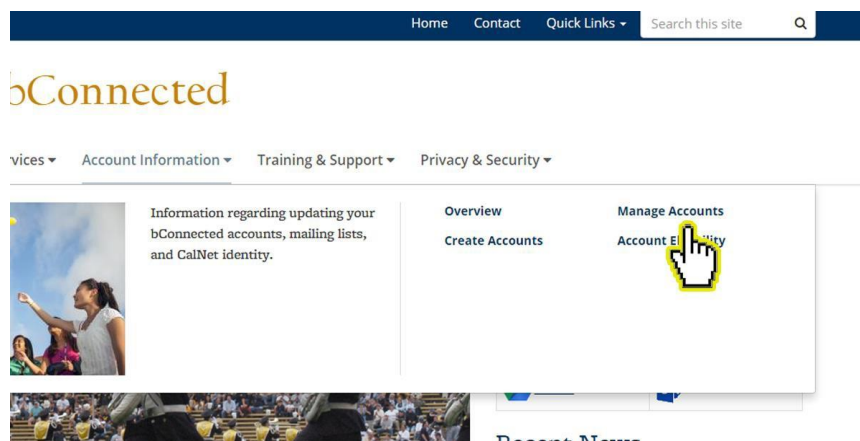 Home Contact Quick Links Search this site
Connected
Account Information Training & Support Privacy & Security
Information regarding updating your
bConnected accounts, mailing lists,
and CalNet identity.
Overview Manage Accounts
Create Accounts Account
Recent News